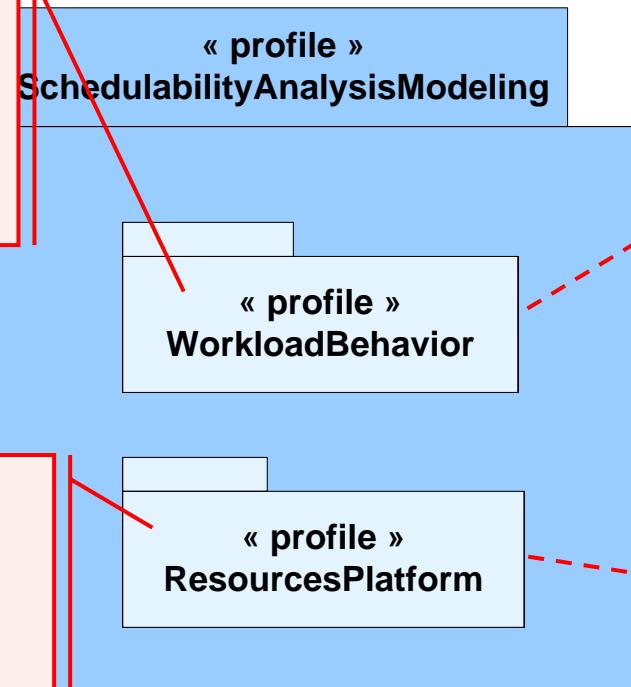 « profile »
SchedulabilityAnalysisModeling
« profile »
WorkloadBehavior
« profile »
ResourcesPlatform